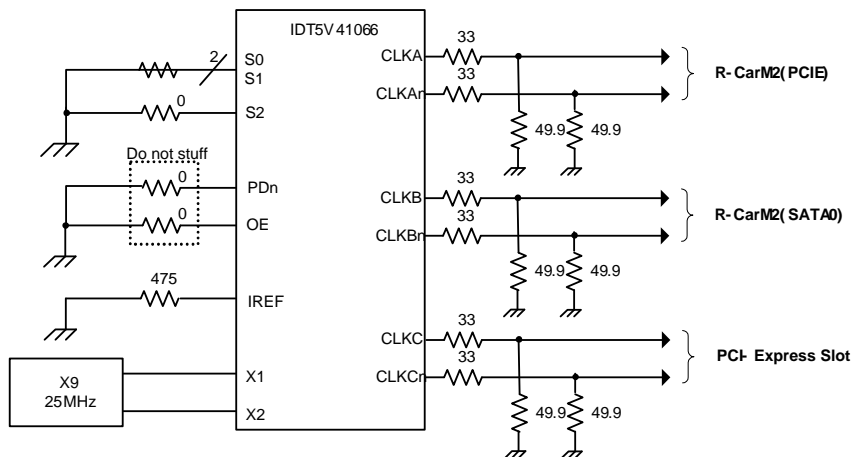 IDT5V41066
2
S0
S1
0
S2
Do not stuff
0
PDn
0
OE
475
IREF
X9
25MHz
X1
X2
CLKA
33
CLKAn
33
49.9
49.9
R-CarM2(PCIE)
CLKB
33
CLKBn
33
49.9
49.9
R-CarM2(SATA0)
CLKC
33
CLKCn
33
49.9
49.9
PCI-Express Slot